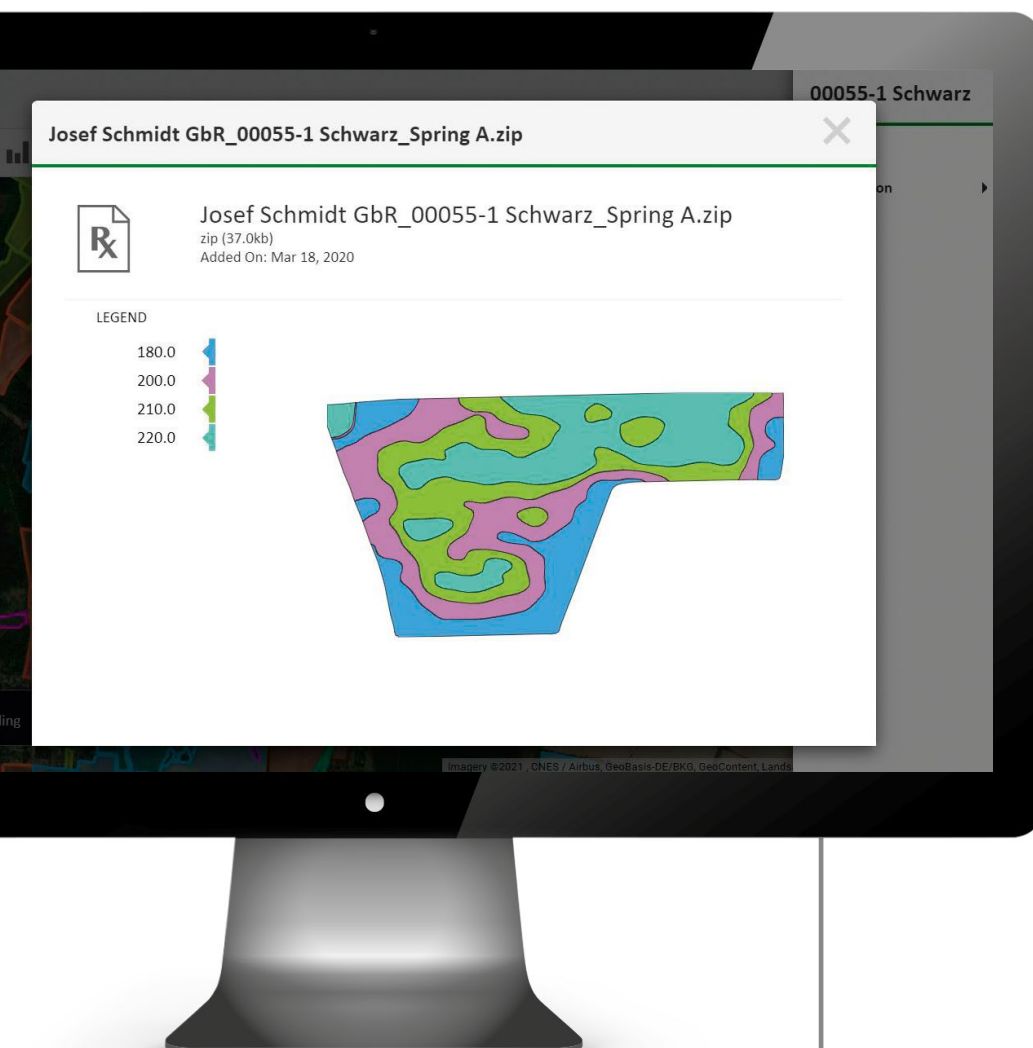 00055-1 Schwarz
Josef Schmidt GbR_00055-1 Schwarz_Spring A.zip
on
Rx
Josef Schmidt GbR_00055-1 Schwarz_Spring A.zip
zip (37.0kb)
Added On: Mar 18, 2020
LEGEND
180.0
200.0
210.0
220.0
ding
Imagery ©2021 , CNES / Airbus, GeoBasis-DE/BKG, GeoContent, Lands